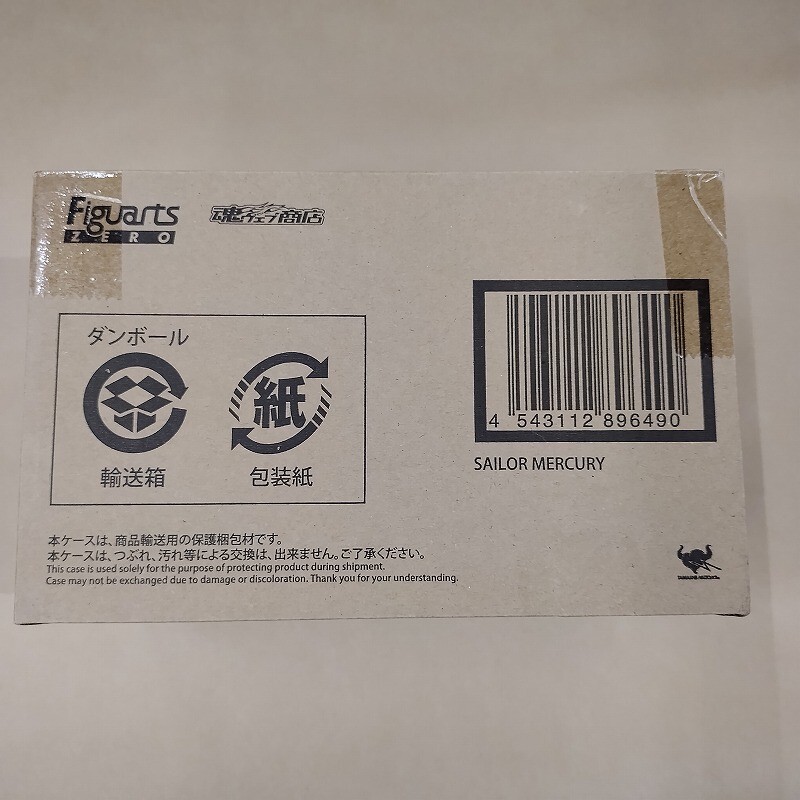 Figuarts
ZERO
魂ウェブ商店
ダンボール
紙
輸送箱
包装紙
4 543112 896490
SAILOR MERCURY
本ケースは、商品輸送用の保護梱包材です。
本ケースは、つぶれ、汚れ等による交換は、出来ません。ご了承ください。
This case is used solely for the purpose of protecting product during shipment.
Case may not be exchanged due to damage or discoloration. Thank you for your understanding.